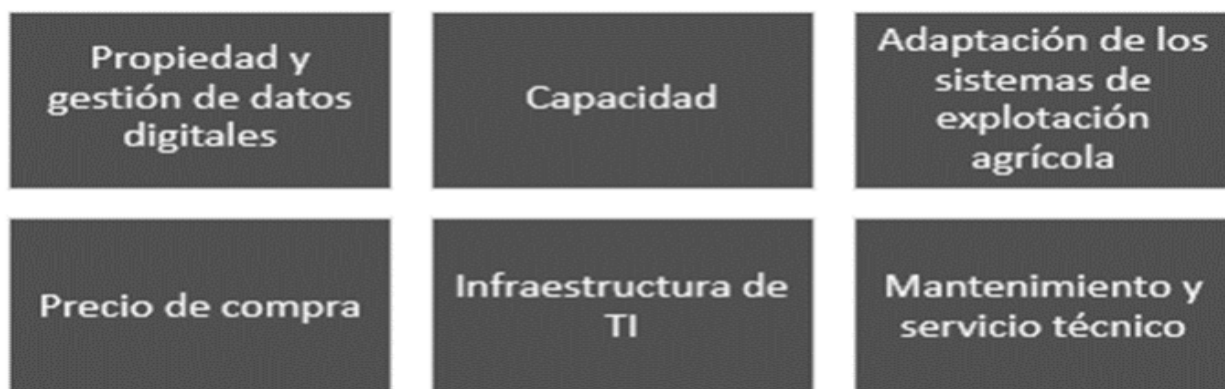 Propiedad y
gestión de datos
digitales
Capacidad
Adaptación de los
sistemas de
explotación
agrícola
Precio de compra
Infraestructura de
TI
Mantenimiento y
servicio técnico